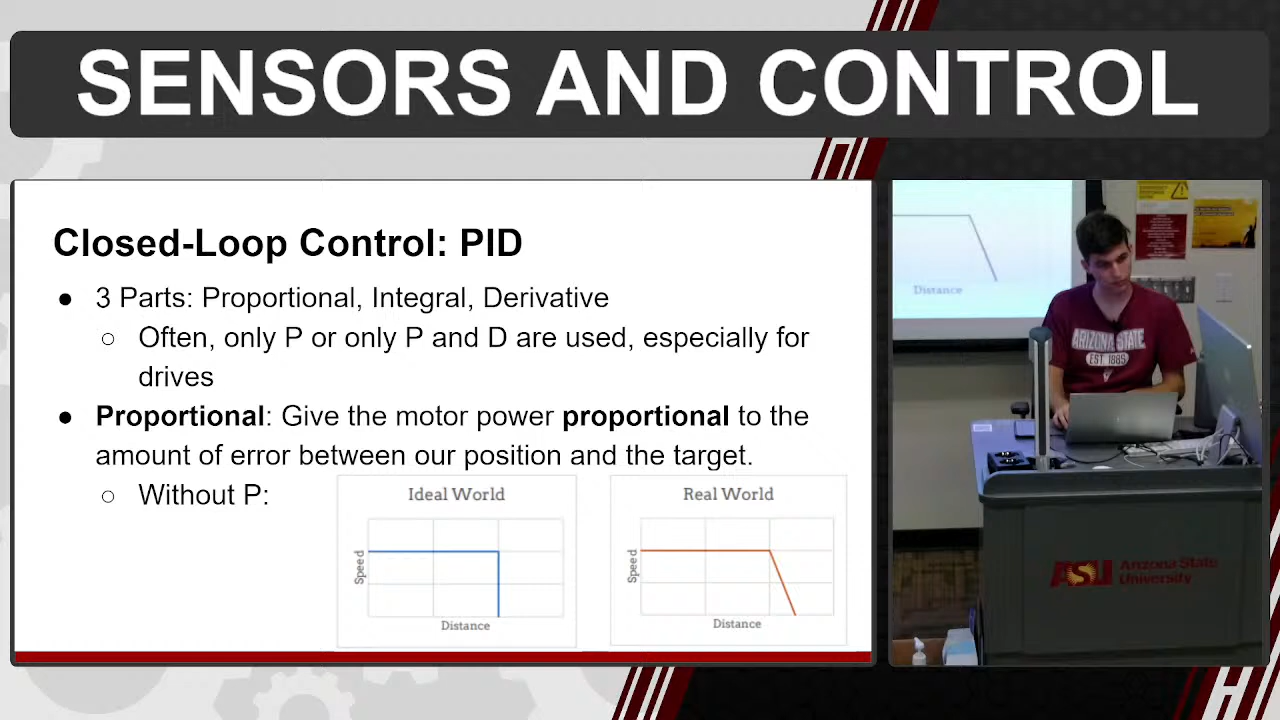 SENSORS AND CONTROL
Closed-Loop Control: PID
● 3 Parts: Proportional, Integral, Derivative
○ Often, only P or only P and D are used, especially for
drives
● Proportional: Give the motor power proportional to the
amount of error between our position and the target.
○ Without P:
Ideal World
Speed
Distance
Real World
Speed
Distance
Distance
ARIZONA STATE
EST. 1885
ASU Arizona State
University